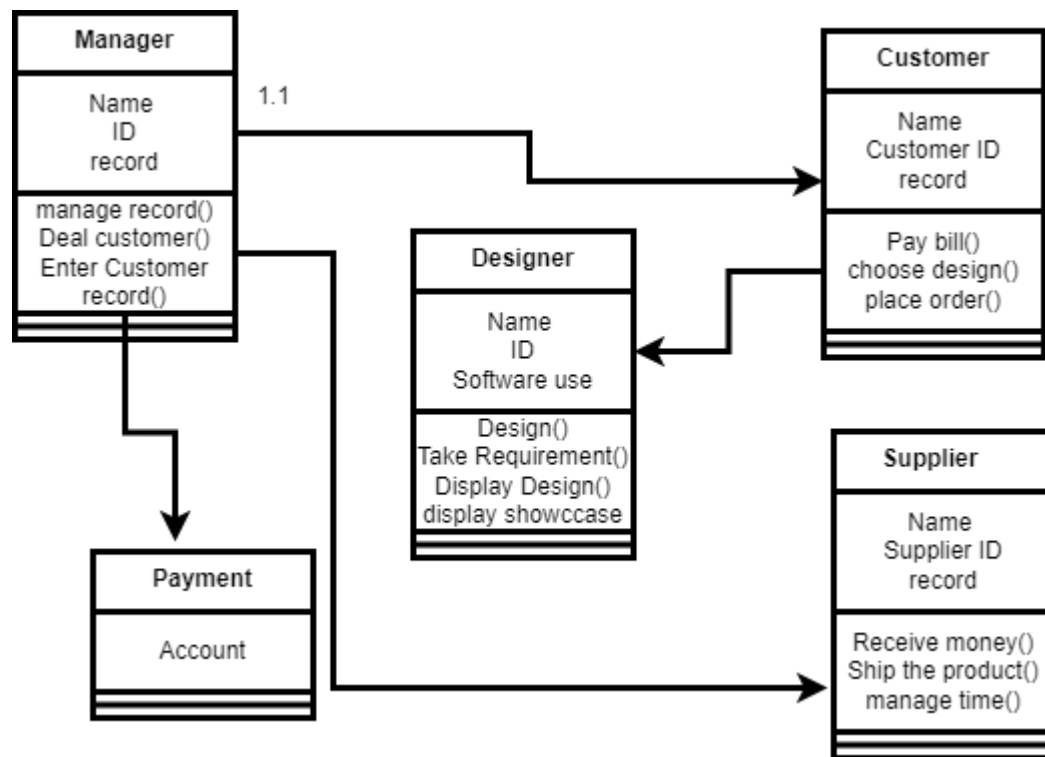 Manager
Name
ID
record
manage record()
Deal customer()
Enter Customer
record()
1.1
Customer
Name
Customer ID
record
Pay bill()
choose design()
place order()
Designer
Name
ID
Software use
Design()
Take Requirement()
Display Design()
display showccase
Supplier
Name
Supplier ID
record
Receive money()
Ship the product()
manage time()
Payment
Account